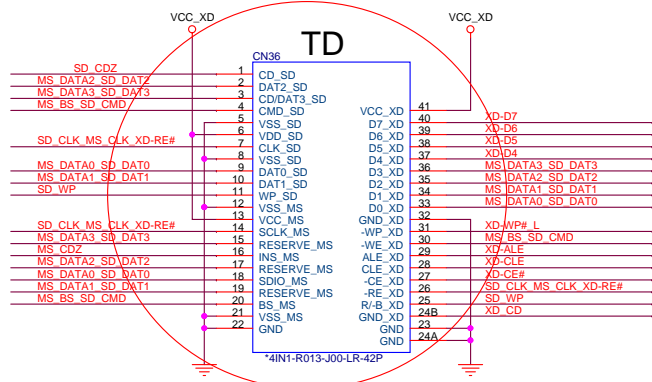 VCC_XD
VCC_XD
TD
CN36
SD_CDZ 1 CD_SD
MS_DATA2_SD_DAT2 2 DAT2_SD
MS_DATA3_SD_DAT3 3 CD/DAT3_SD
MS_BS_SD_CMD 4 CMD_SD VCC_XD 41
5 VSS_SD D7_XD 40 XD-D7
6 VDD_SD D6_XD 39 XD-D6
SD_CLK_MS_CLK_XD-RE# 7 CLK_SD D5_XD 38 XD-D5
8 VSS_SD D4_XD 37 XD-D4
MS_DATA0_SD_DAT0 9 DAT0_SD D3_XD 36 MS_DATA3_SD_DAT3
MS_DATA1_SD_DAT1 10 DAT1_SD D2_XD 35 MS_DATA2_SD_DAT2
SD_WP 11 WP_SD D1_XD 34 MS_DATA1_SD_DAT1
12 VSS_MS D0_XD 33 MS_DATA0_SD_DAT0
13 VCC_MS GND_XD 32
SD_CLK_MS_CLK_XD-RE# 14 SCLK_MS -WP_XD 31 XD-WP#_L
MS_DATA3_SD_DAT3 15 RESERVE_MS -WE_XD 30 MS_BS_SD_CMD
MS_CDZ 16 INS_MS ALE_XD 29 XD-ALE
MS_DATA2_SD_DAT2 17 RESERVE_MS CLE_XD 28 XD-CLE
MS_DATA0_SD_DAT0 18 SDIO_MS -CE_XD 27 XD-CE#
MS_DATA1_SD_DAT1 19 RESERVE_MS -RE_XD 26 SD_CLK_MS_CLK_XD-RE#
MS_BS_SD_CMD 20 BS_MS R/-B_XD 25 SD_WP
21 VSS_MS GND_XD 24B XD_CD
22 GND GND 23
GND 24A
*4IN1-R013-J00-LR-42P